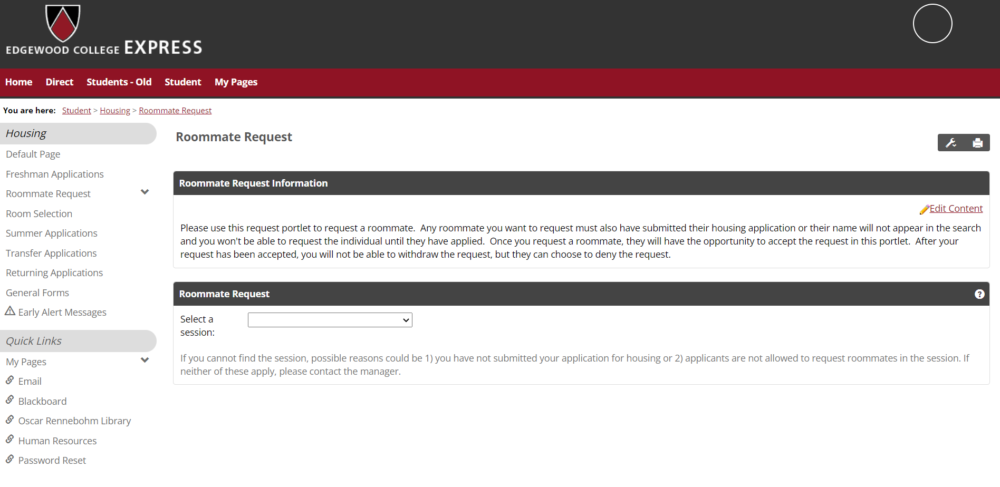 EDGEWOOD COLLEGE EXPRESS
Home Direct Students - Old Student My Pages
You are here: Student > Housing > Roommate Request
Housing
Default Page
Freshman Applications
Roommate Request
Room Selection
Summer Applications
Transfer Applications
Returning Applications
General Forms
Early Alert Messages
Quick Links
My Pages
Email
Blackboard
Oscar Rennebohm Library
Human Resources
Password Reset
Roommate Request
Roommate Request Information
Edit Content
Please use this request portlet to request a roommate.  Any roommate you want to request must also have submitted their housing application or their name will not appear in the search
and you won't be able to request the individual until they have applied.  Once you request a roommate, they will have the opportunity to accept the request in this portlet.  After your
request has been accepted, you will not be able to withdraw the request, but they can choose to deny the request.
Roommate Request
?
Select a
session:
If you cannot find the session, possible reasons could be 1) you have not submitted your application for housing or 2) applicants are not allowed to request roommates in the session. If
neither of these apply, please contact the manager.